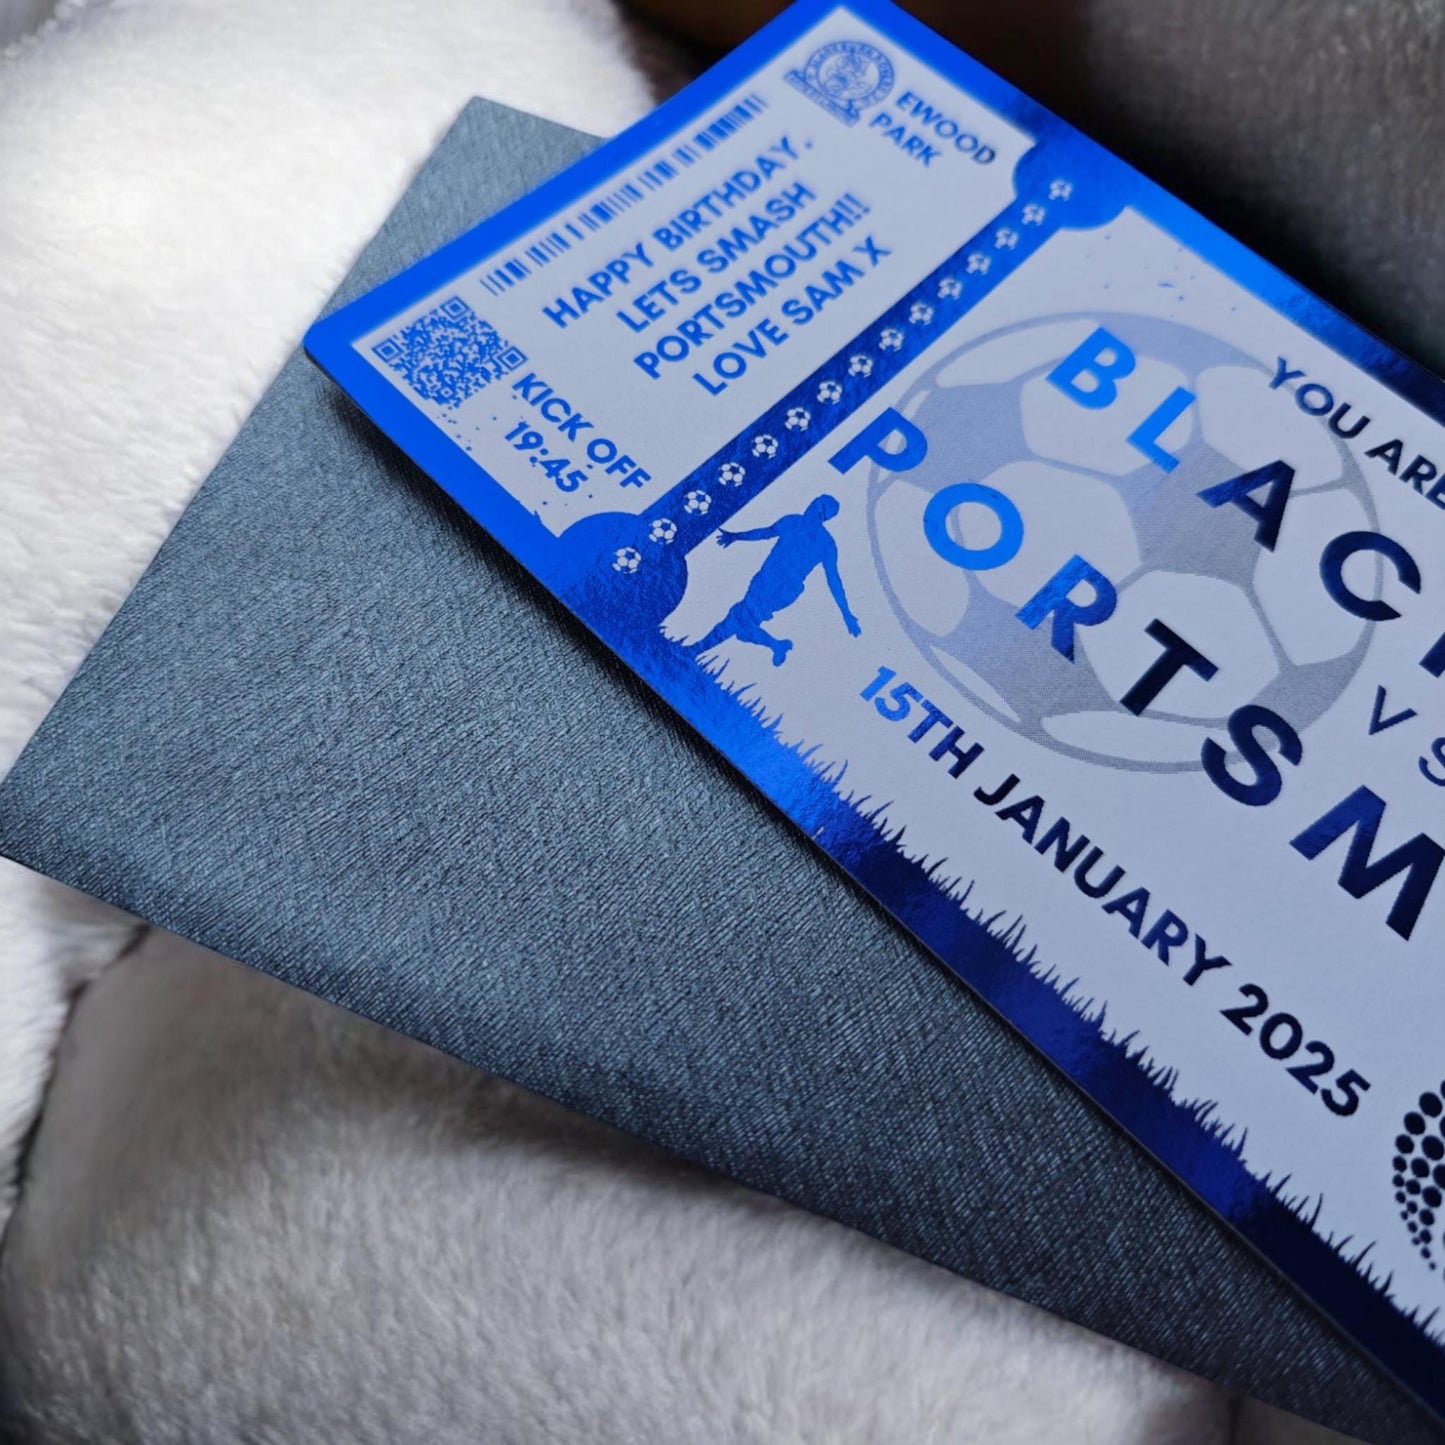 EWOOD
PARK
HAPPY BIRTHDAY.
LETS SMASH
PORTSMOUTH!!
LOVE SAM X
KICK OFF
19:45
YOU ARE
BLAC
VS
PORTSM
15TH JANUARY 2025